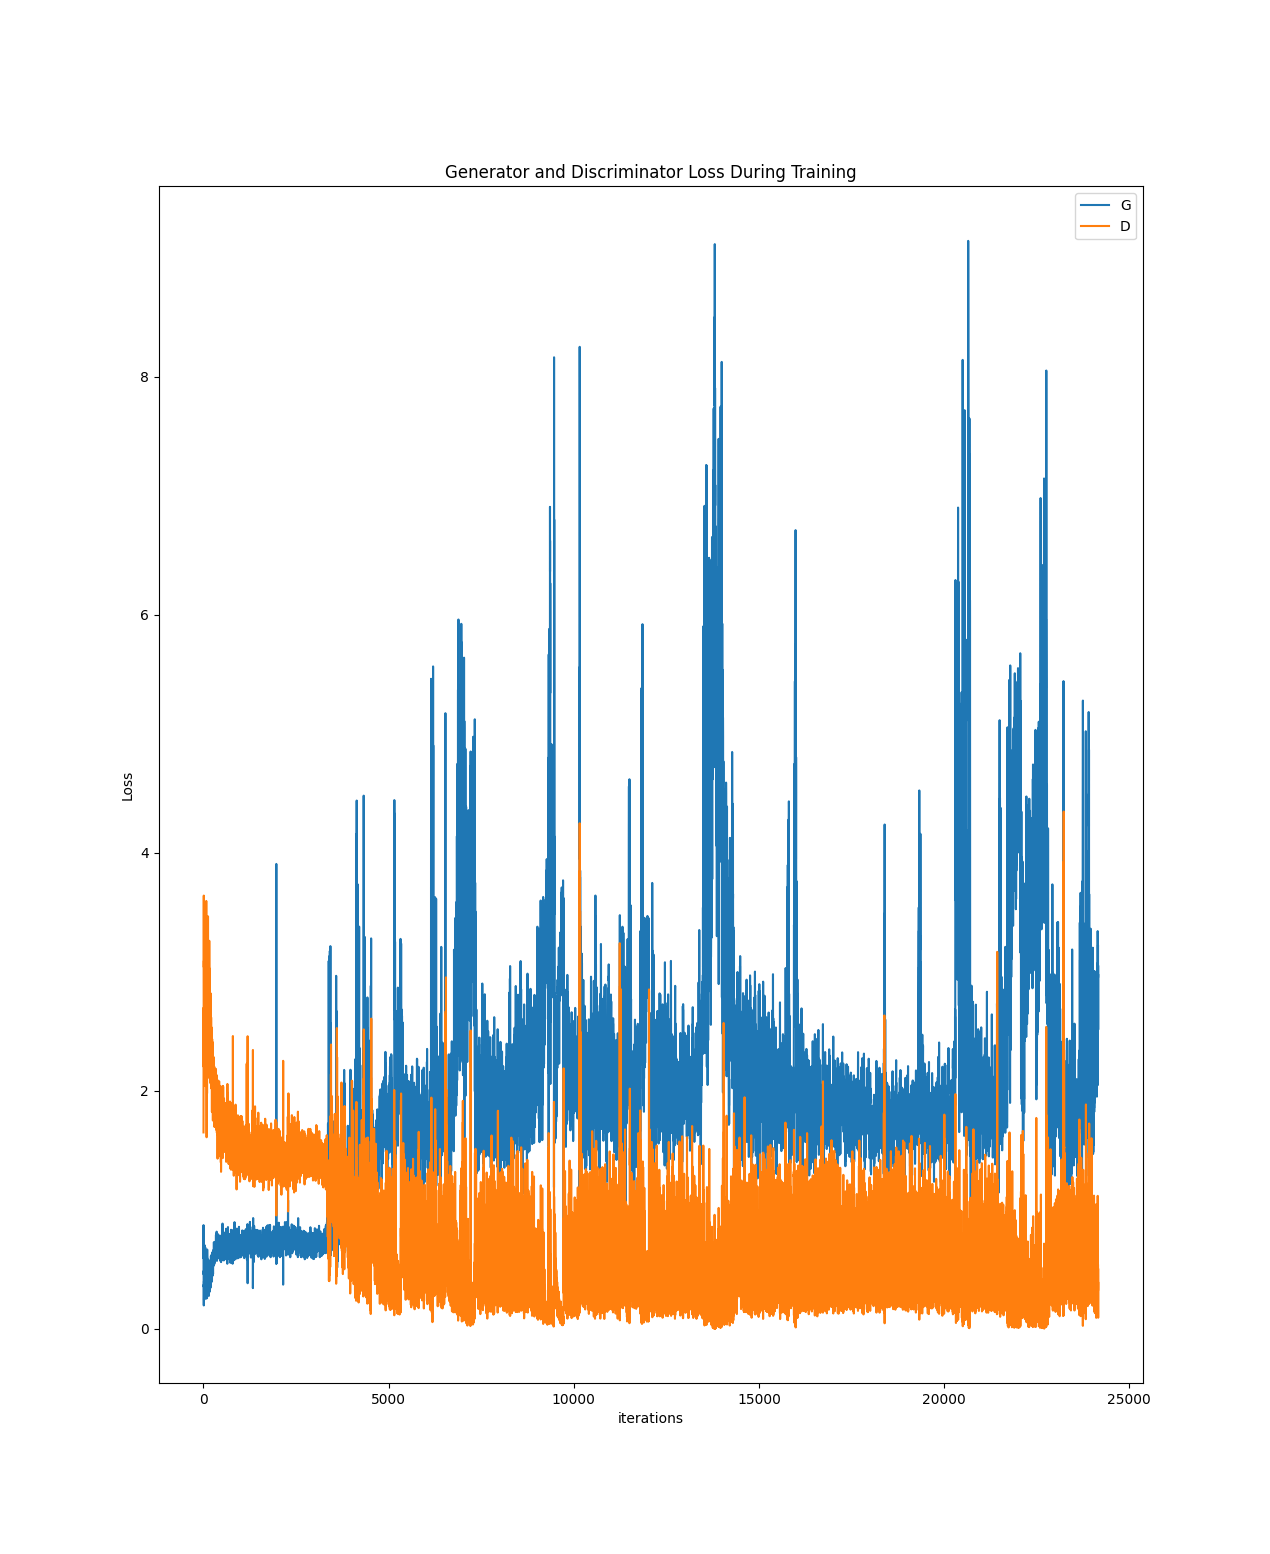 Generator and Discriminator Loss During Training
G
D
8
6
4
2
0
Loss
0 5000 10000 15000 20000 25000
iterations